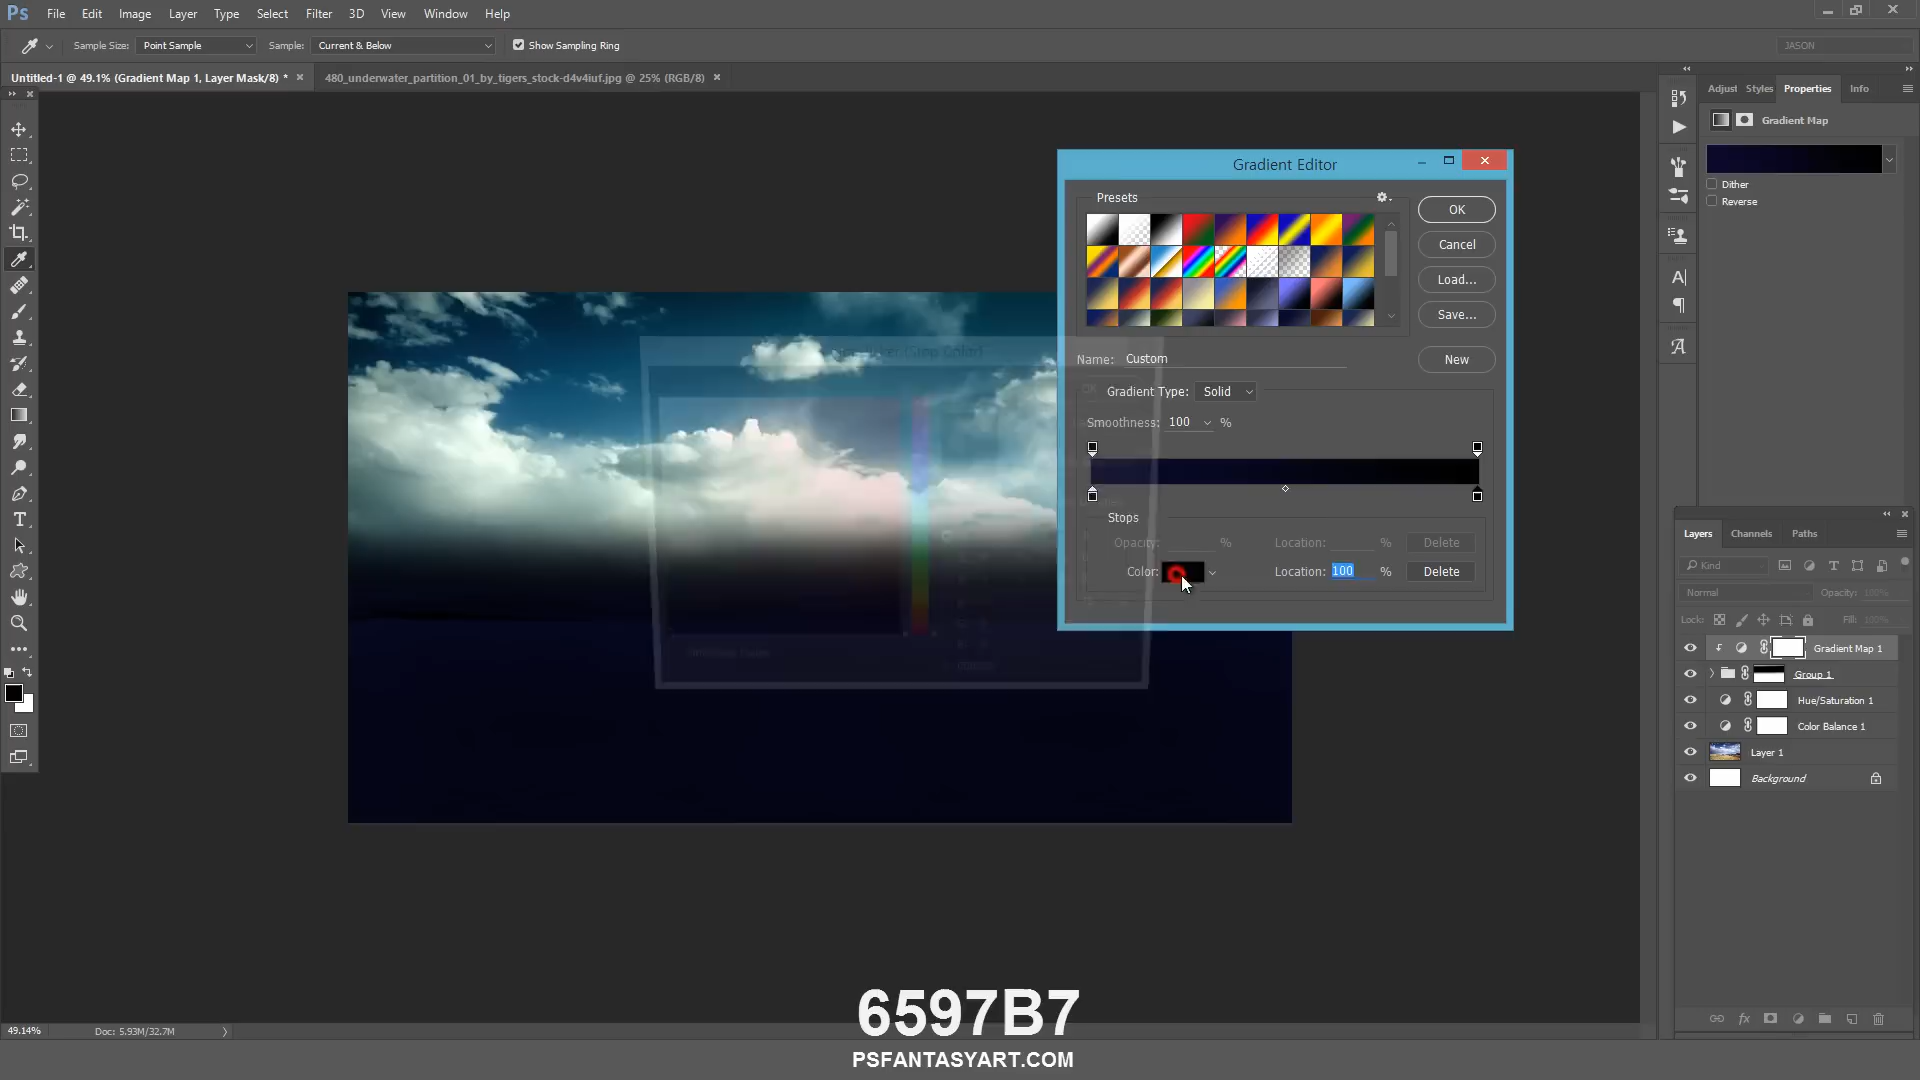 Ps File Edit Image Layer Type Select Filter 3D View Window Help
Sample Size: Point Sample Sample: Current & Below Show Sampling Ring JASON
Untitled-1 @ 49.1% (Gradient Map 1, Layer Mask/8) * × 480_underwater_partition_01_by_tigers_stock-d4v4iuf.jpg @ 25% (RGB/8) ×
Adjust Styles Properties Info
Gradient Map
Dither
Reverse
Gradient Editor
Presets
OK
Cancel
Load...
Save...
Name: Custom
New
Gradient Type: Solid
Smoothness: 100 %
Stops
Opacity: % Location: % Delete
Color: Location: 100 % Delete
Layers Channels Paths
Kind
Normal Opacity: 100%
Lock: Fill: 100%
Gradient Map 1
Group 1
Hue/Saturation 1
Color Balance 1
Layer 1
Background
49.14% Doc: 5.93M/32.7M
6597B7
PSFANTASYART.COM